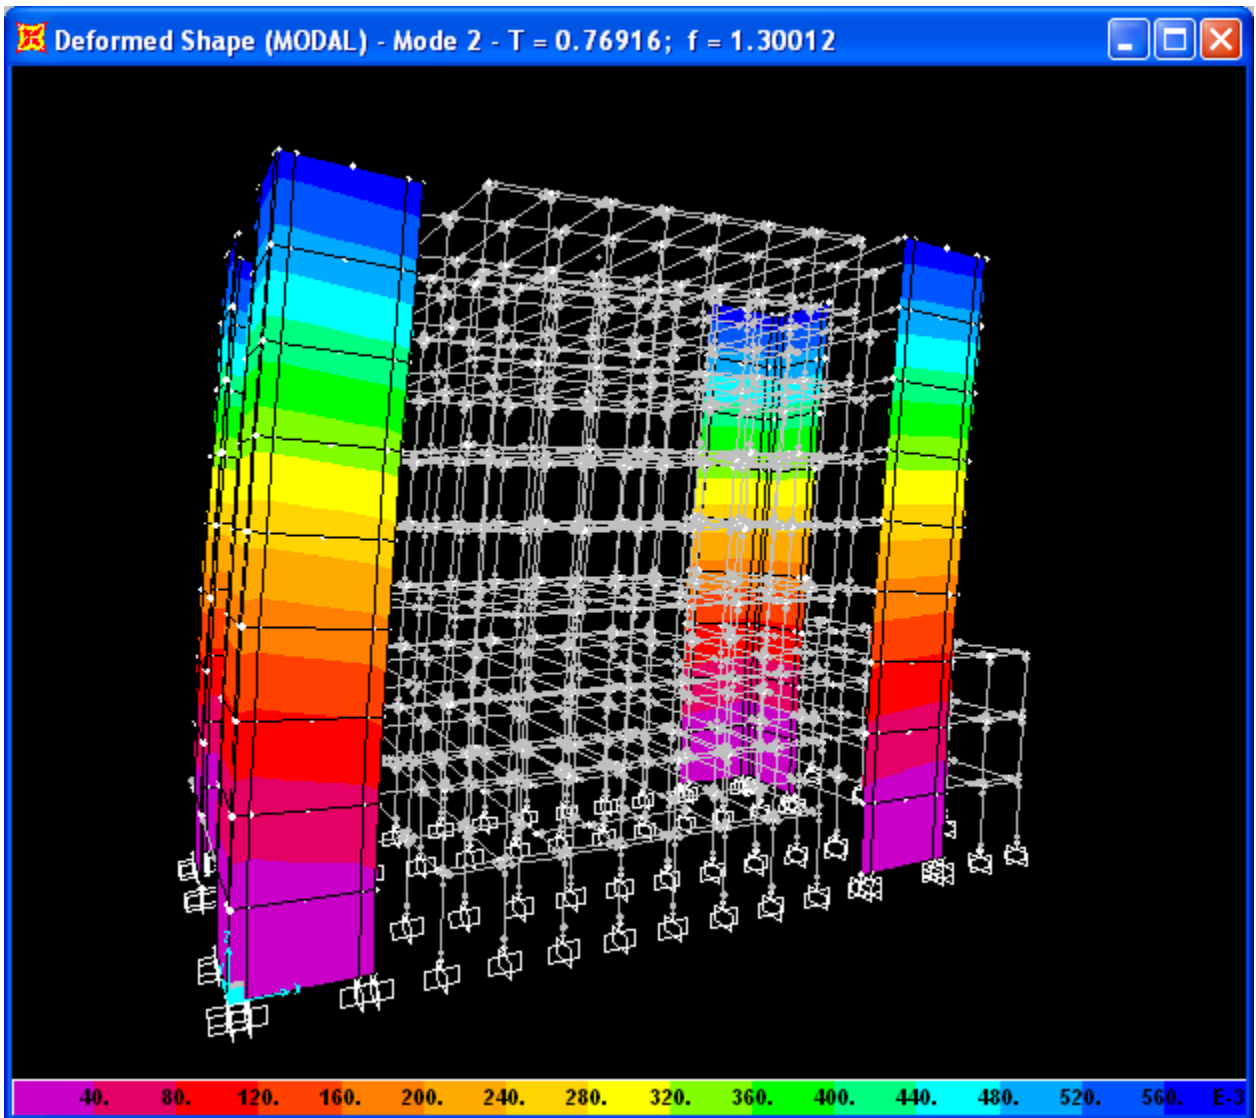 Deformed Shape (MODAL) - Mode 2 - T = 0.76916; f = 1.30012
40. 80. 120. 160. 200. 240. 280. 320. 360. 400. 440. 480. 520. 560. E-3